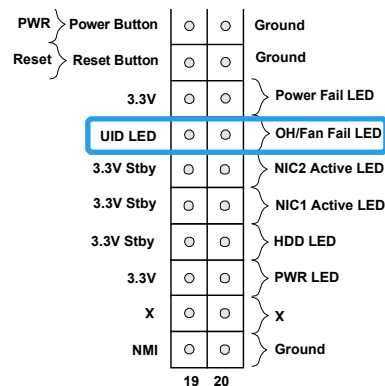 PWR Power Button Ground
Reset Reset Button Ground
3.3V Power Fail LED
UID LED OH/Fan Fail LED
3.3V Stby NIC2 Active LED
3.3V Stby NIC1 Active LED
3.3V Stby HDD LED
3.3V PWR LED
X X
NMI Ground
19 20